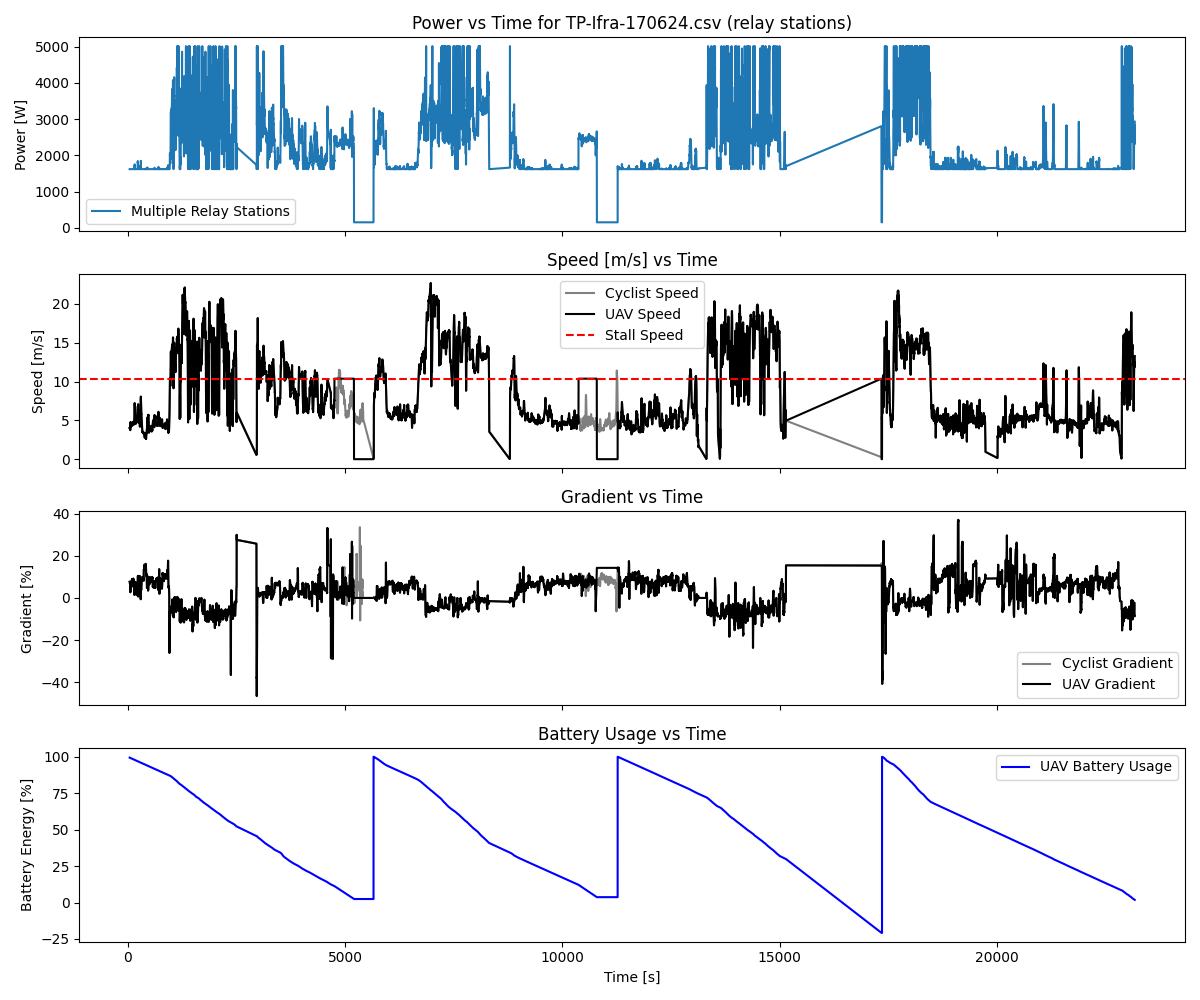 Power vs Time for TP-Ifra-170624.csv (relay stations)
5000
4000
3000
2000
1000
0
Power [W]
Multiple Relay Stations
Speed [m/s] vs Time
20
15
10
5
0
Speed [m/s]
Cyclist Speed
UAV Speed
Stall Speed
Gradient vs Time
40
20
0
−20
−40
Gradient [%]
Cyclist Gradient
UAV Gradient
Battery Usage vs Time
100
75
50
25
0
−25
Battery Energy [%]
UAV Battery Usage
0 5000 10000 15000 20000
Time [s]